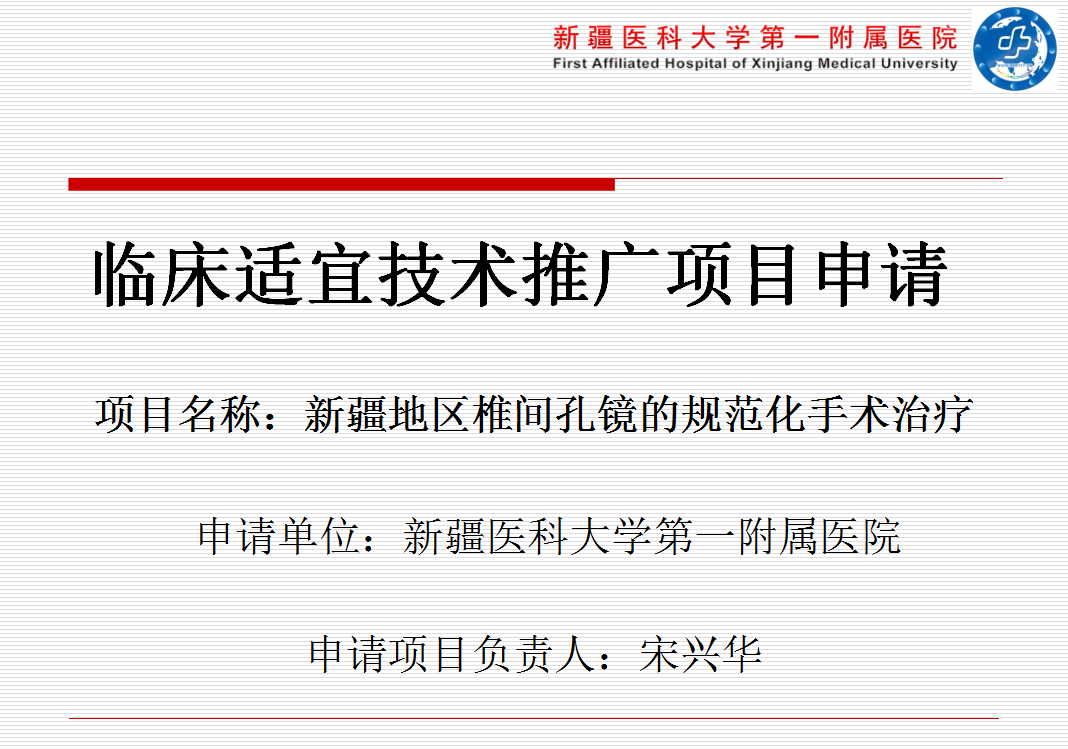 新疆医科大学第一附属医院
First Affiliated Hospital of Xinjiang Medical University
临床适宜技术推广项目申请
项目名称：新疆地区椎间孔镜的规范化手术治疗
申请单位：新疆医科大学第一附属医院
申请项目负责人：宋兴华